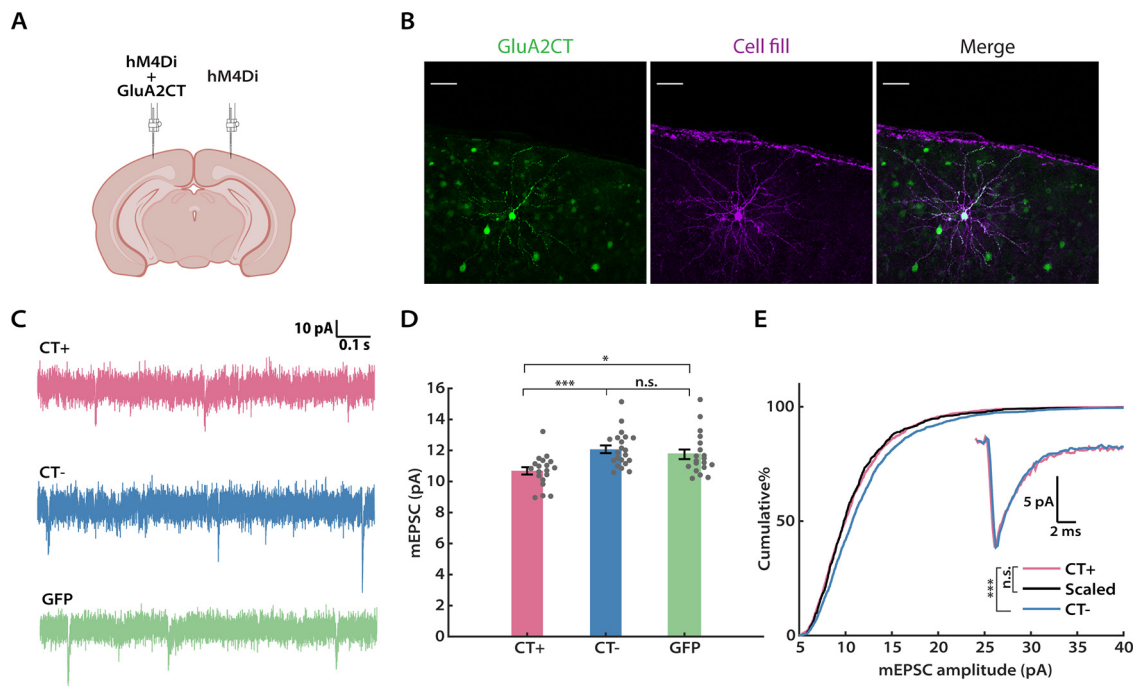 A
hM4Di
+
GluA2CT
hM4Di
B
GluA2CT
Cell fill
Merge
C
10 pA
0.1 s
CT+
CT-
GFP
D
*
***
n.s.
mEPSC (pA)
16
14
12
10
8
6
4
2
0
CT+
CT-
GFP
E
Cumulative%
100
50
0
5 pA
2 ms
***
n.s.
CT+
Scaled
CT-
5
10
15
20
25
30
35
40
mEPSC amplitude (pA)